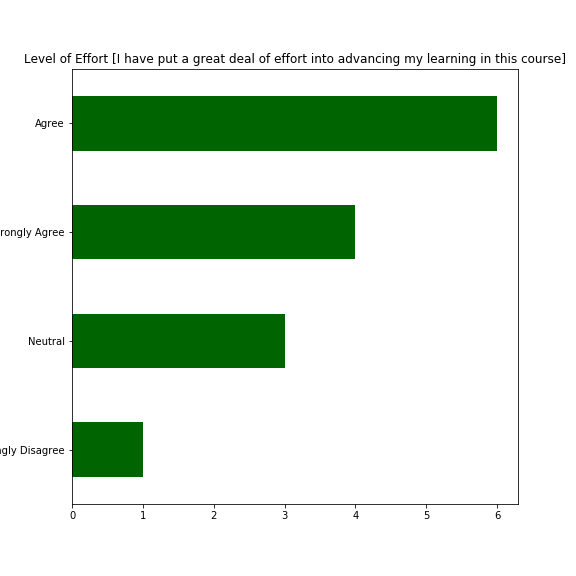 Level of Effort [I have put a great deal of effort into advancing my learning in this course]
Agree
rongly Agree
Neutral
ngly Disagree
0 1 2 3 4 5 6